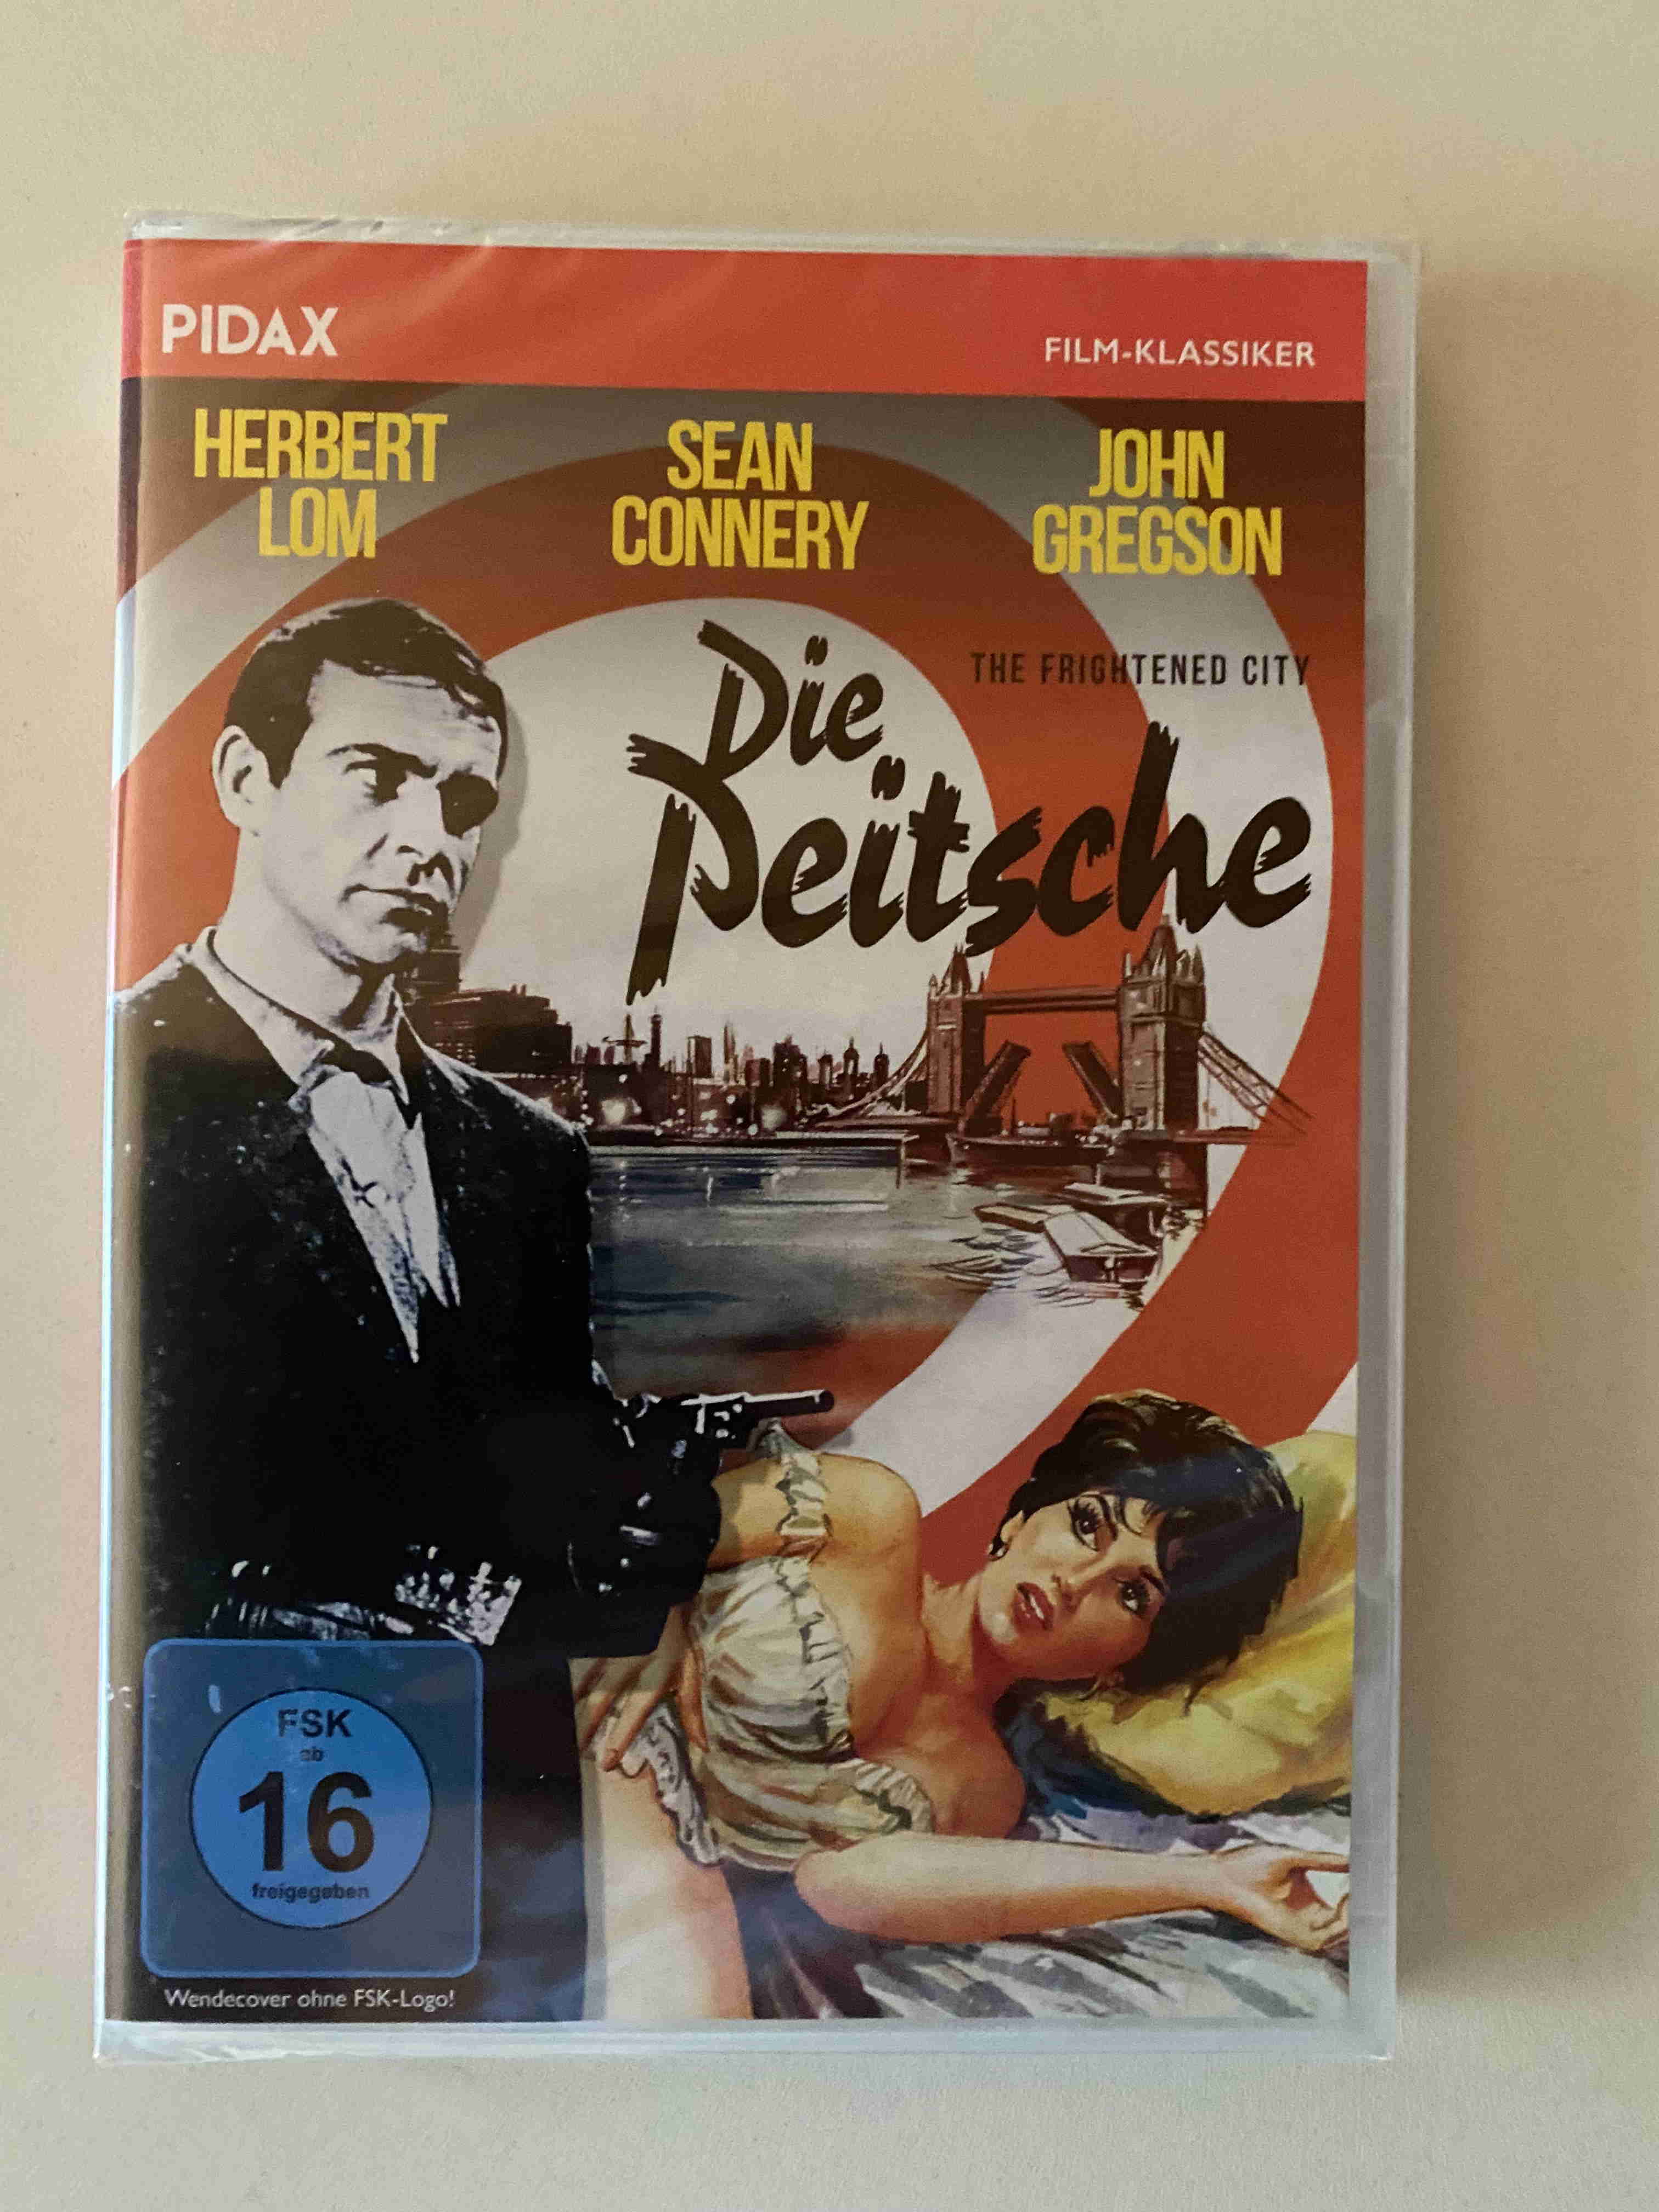 PIDAX
FILM-KLASSIKER
HERBERT
LOM
SEAN
CONNERY
JOHN
GREGSON
THE FRIGHTENED CITY
Die
Peitsche
FSK
ab
16
freigegeben
Wendecover ohne FSK-Logo!